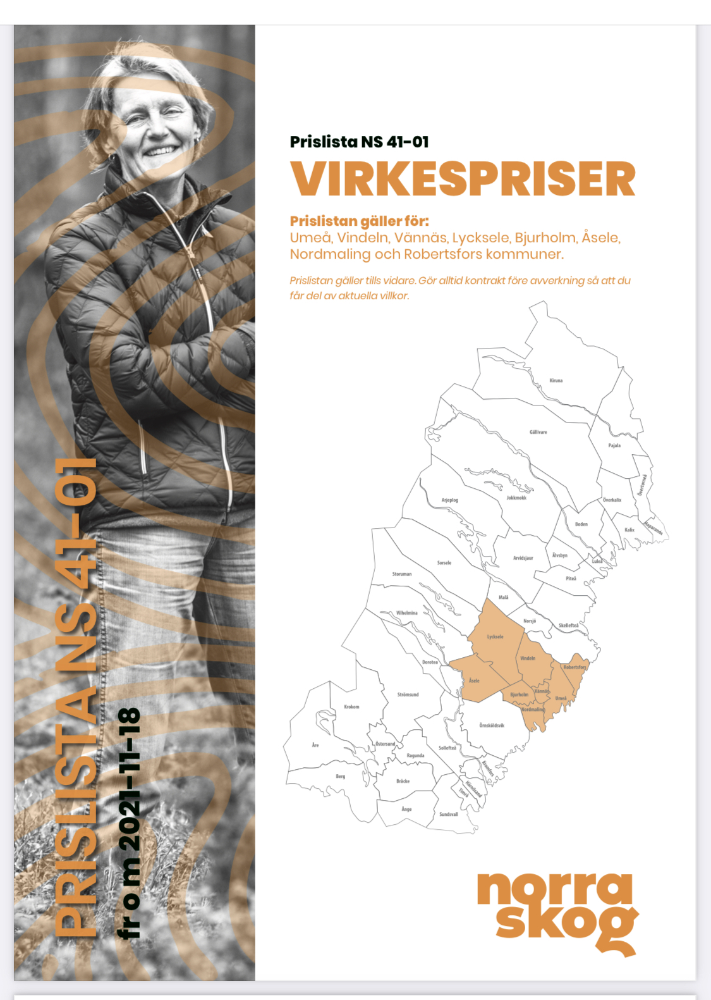 PRISLISTA NS 41-01
fr o m 2021-11-18
Prislista NS 41-01
VIRKESPRISER
Prislistan gäller för:
Umeå, Vindeln, Vännäs, Lycksele, Bjurholm, Åsele,
Nordmaling och Robertsfors kommuner.
Prislistan gäller tills vidare. Gör alltid kontrakt före avverkning så att du
får del av aktuella villkor.
Kiruna
Gällivare
Pajala
Övertorneå
Jokkmokk
Arjeplog
Överkalix
Boden
Kalix
Haparanda
Arvidsjaur
Älvsbyn
Luleå
Sorsele
Storuman
Piteå
Malå
Vilhelmina
Norsjö
Skellefteå
Lycksele
Vindeln
Dorotea
Robertsfors
Åsele
Vännäs
Bjurholm
Umeå
Strömsund
Krokom
Nordmaling
Örnsköldsvik
Åre
Östersund
Sollefteå
Ragunda
Kramfors
Berg
Bräcke
Härnösand
Timrå
Ånge
Sundsvall
norra
skog